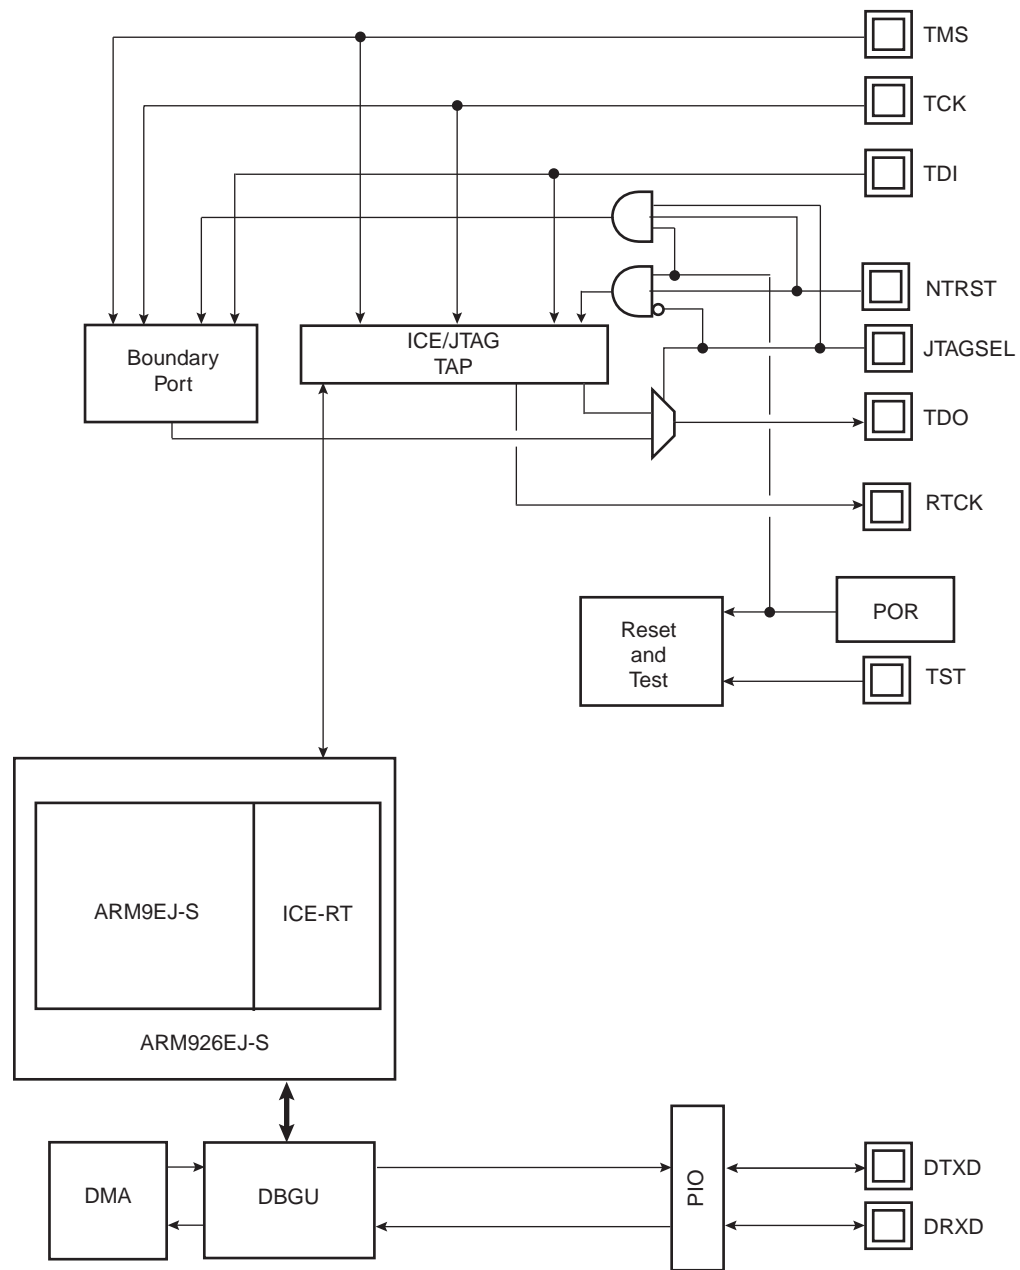 TMS
TCK
TDI
NTRST
ICE/JTAG
TAP
Boundary
Port
JTAGSEL
TDO
RTCK
POR
Reset
and
Test
TST
ARM9EJ-S
ICE-RT
ARM926EJ-S
DMA
DBGU
PIO
DTXD
DRXD